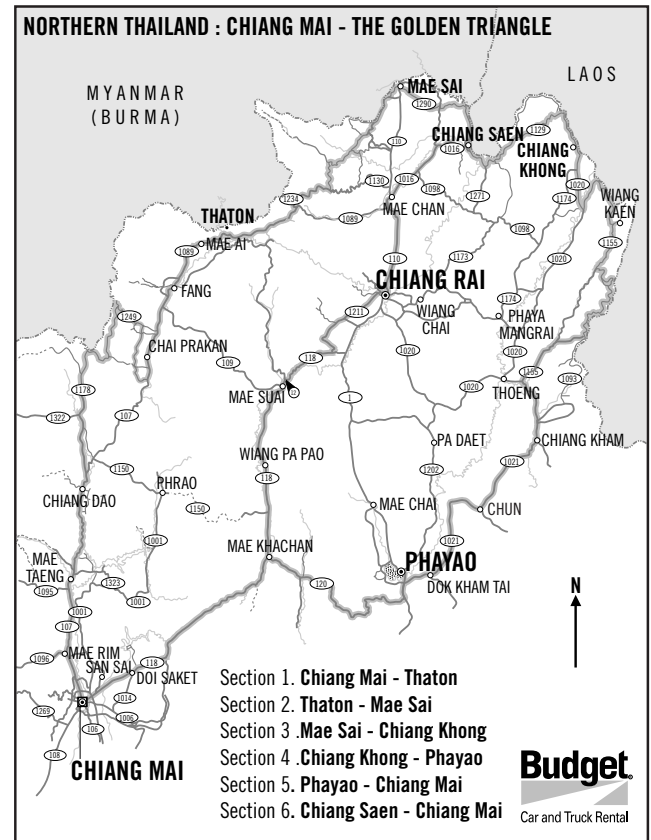 NORTHERN THAILAND : CHIANG MAI - THE GOLDEN TRIANGLE
LAOS
MYANMAR
(BURMA)
MAE SAI
1290
CHIANG SAEN
1129
110
1016
CHIANG
KHONG
1130
1016
1098
1271
1020
1174
WIANG
KAEN
1234
MAE CHAN
THATON
1089
1098
1155
MAE AI
1089
110
1173
1020
FANG
CHIANG RAI
WIANG
CHAI
1174
PHAYA
MANGRAI
1249
1211
CHAI PRAKAN
109
118
1020
1020
1155
1178
MAE SUAI
12
1020
THOENG
1093
1322
107
1
WIANG PA PAO
PA DAET
CHIANG KHAM
1150
118
1202
1021
CHIANG DAO
PHRAO
1150
MAE CHAI
CHUN
1001
MAE KHACHAN
1021
MAE
TAENG
PHAYAO
1095
1323
120
DOK KHAM TAI
1001
1001
N
107
1096
MAE RIM
SAN SAI
118
DOI SAKET
1014
1269
1006
106
108
CHIANG MAI
Section 1. Chiang Mai - Thaton
Section 2. Thaton - Mae Sai
Section 3 .Mae Sai - Chiang Khong
Section 4 .Chiang Khong - Phayao
Section 5. Phayao - Chiang Mai
Section 6. Chiang Saen - Chiang Mai
Budget®
Car and Truck Rental